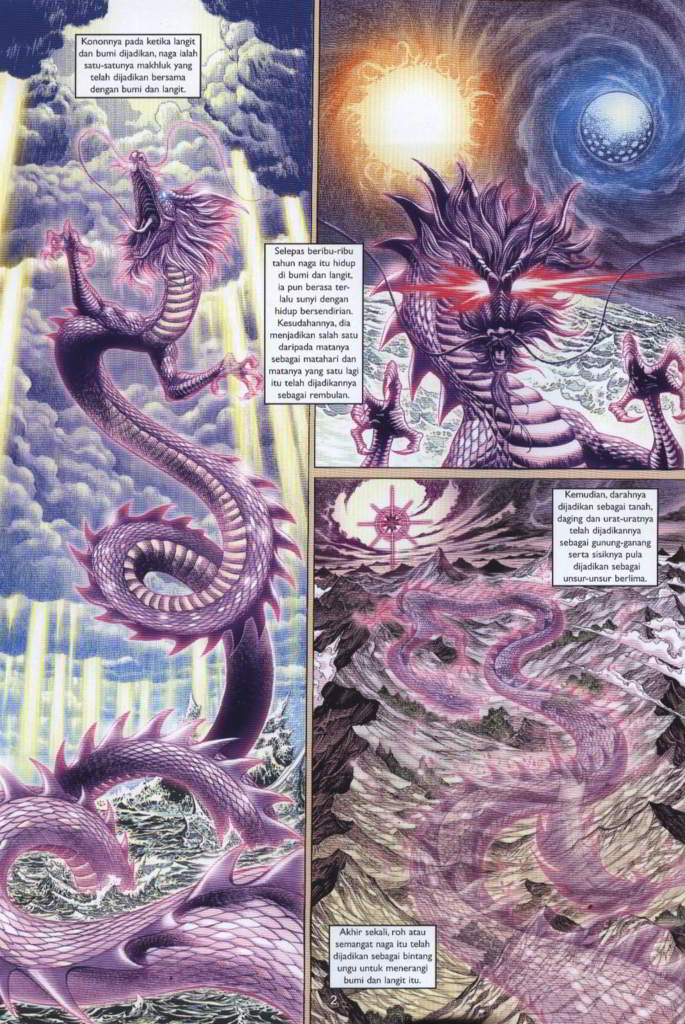 Kononnya pada ketika langit
dan bumi dijadikan, naga ialah
satu-satunya makhluk yang
telah dijadikan bersama
dengan bumi dan langit.
Selepas beribu-ribu
tahun naga itu hidup
di bumi dan langit,
ia pun berasa ter-
lalu sunyi dengan
hidup bersendirian.
Kesudahannya, dia
menjadikan salah satu
daripada matanya
sebagai matahari dan
matanya yang satu lagi
itu telah dijadikannya
sebagai rembulan.
Kemudian, darahnya
dijadikan sebagai tanah,
daging dan urat-uratnya
telah dijadikannya
sebagai gunung-ganang
serta sisiknya pula
dijadikan sebagai
unsur-unsur berlima.
Akhir sekali, roh atau
semangat naga itu telah
dijadikan sebagai bintang
ungu untuk menerangi
bumi dan langit itu.
2